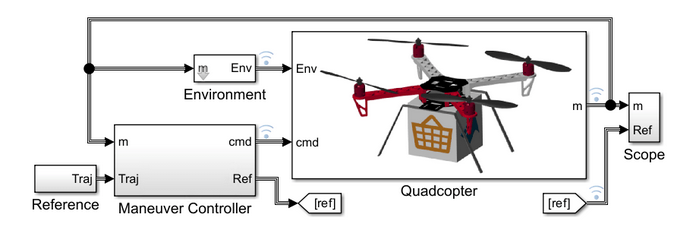 m
Env
Environment
Env
cmd
m
Quadcopter
m
Ref
Scope
m
Traj
cmd
Ref
Maneuver Controller
Traj
Reference
[ref]
[ref]